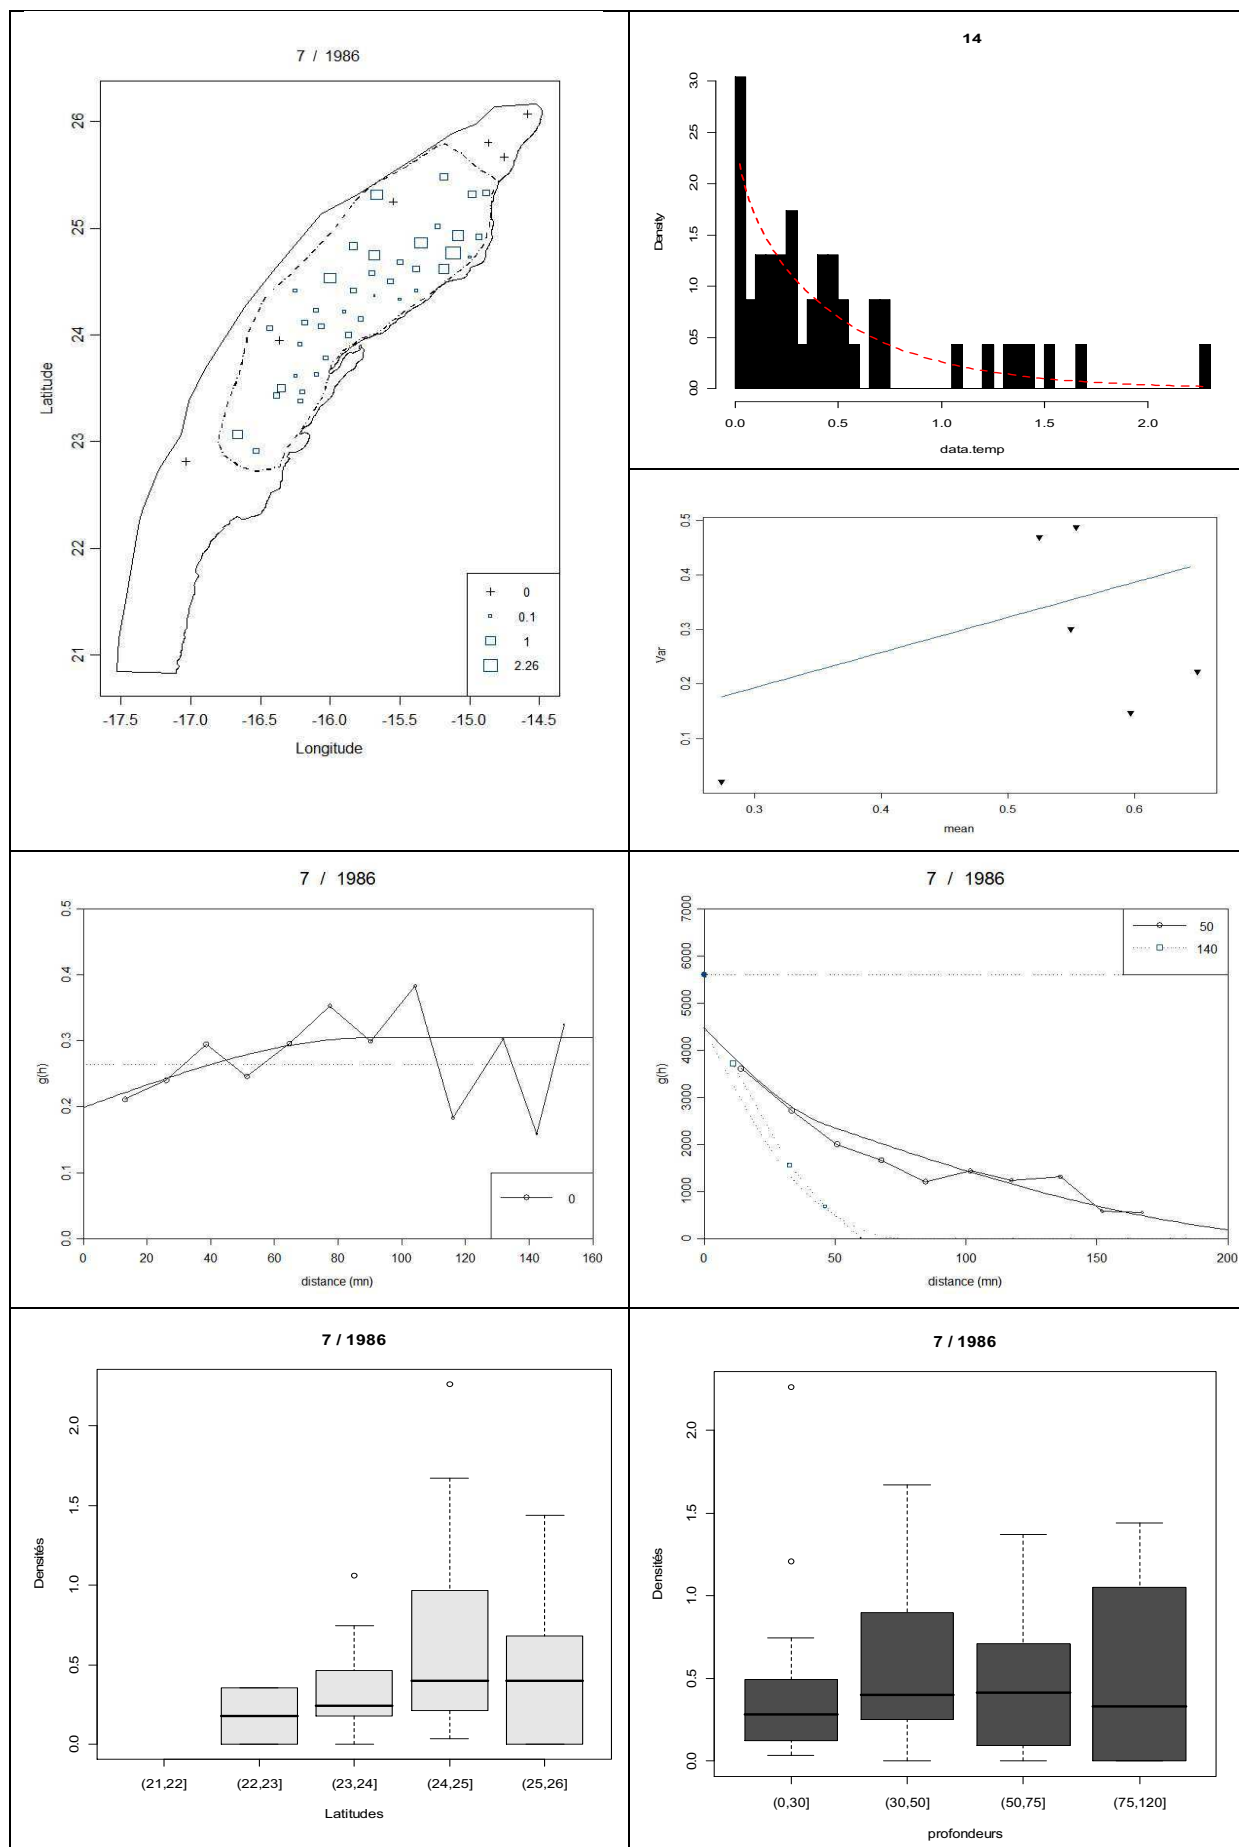 7 / 1986
26
25
24
23
22
21
Latitude
0
0.1
1
2.26
-17.5 -17.0 -16.5 -16.0 -15.5 -15.0 -14.5
Longitude
14
3.0
2.5
2.0
1.5
1.0
0.5
0.0
Density
0.0 0.5 1.0 1.5 2.0
data.temp
0.5
0.4
0.3
0.2
0.1
Var
0.3 0.4 0.5 0.6
mean
7 / 1986
0.5
0.4
0.3
0.2
0.1
0.0
g(h)
0
0 20 40 60 80 100 120 140 160
distance (mn)
7 / 1986
7000
6000
5000
4000
3000
2000
1000
0
g(h)
50
140
0 50 100 150 200
distance (mn)
7 / 1986
2.0
1.5
1.0
0.5
0.0
Densités
(21,22] (22,23] (23,24] (24,25] (25,26]
Latitudes
7 / 1986
2.0
1.5
1.0
0.5
0.0
Densités
(0,30] (30,50] (50,75] (75,120]
profondeurs